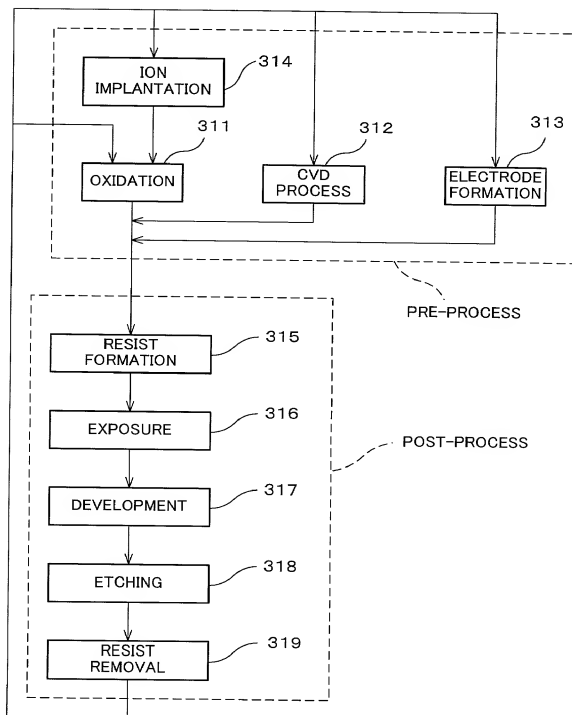 ION
IMPLANTATION
314
311
312
313
OXIDATION
CVD
PROCESS
ELECTRODE
FORMATION
PRE-PROCESS
RESIST
FORMATION
315
EXPOSURE
316
POST-PROCESS
DEVELOPMENT
317
ETCHING
318
RESIST
REMOVAL
319